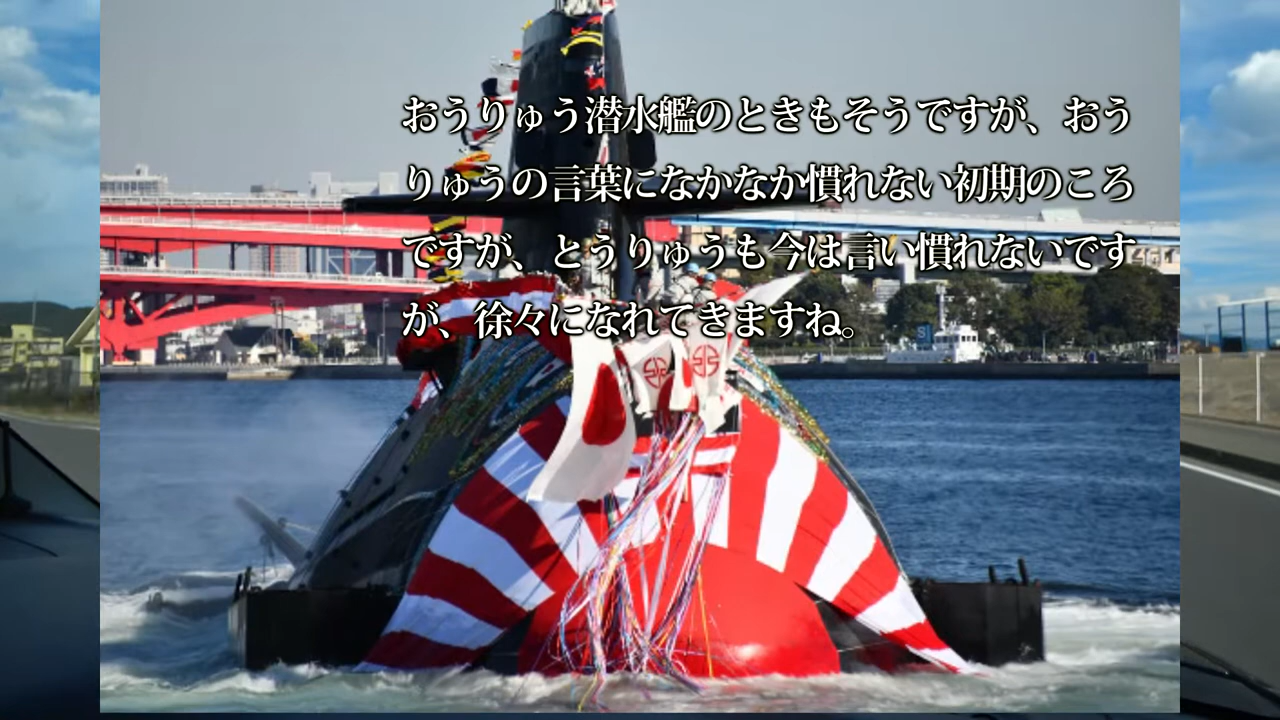 おうりゅう潜水艦のときもそうですが、おう
りゅうの言葉になかなか慣れない初期のころ
ですが、とうりゅうも今は言い慣れないです
が、徐々になれてきますね。